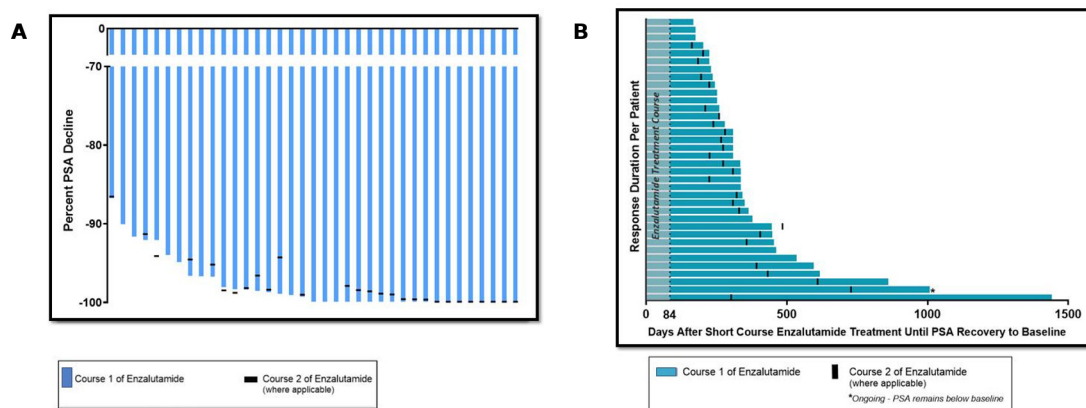 A
0
-70
-80
-90
-100
Percent PSA Decline
Course 1 of Enzalutamide
Course 2 of Enzalutamide
(where applicable)
B
Response Duration Per Patient
Enzalutamide Treatment Course
*
0
84
500
1000
1500
Days After Short Course Enzalutamide Treatment Until PSA Recovery to Baseline
Course 1 of Enzalutamide
Course 2 of Enzalutamide
(where applicable)
*Ongoing - PSA remains below baseline